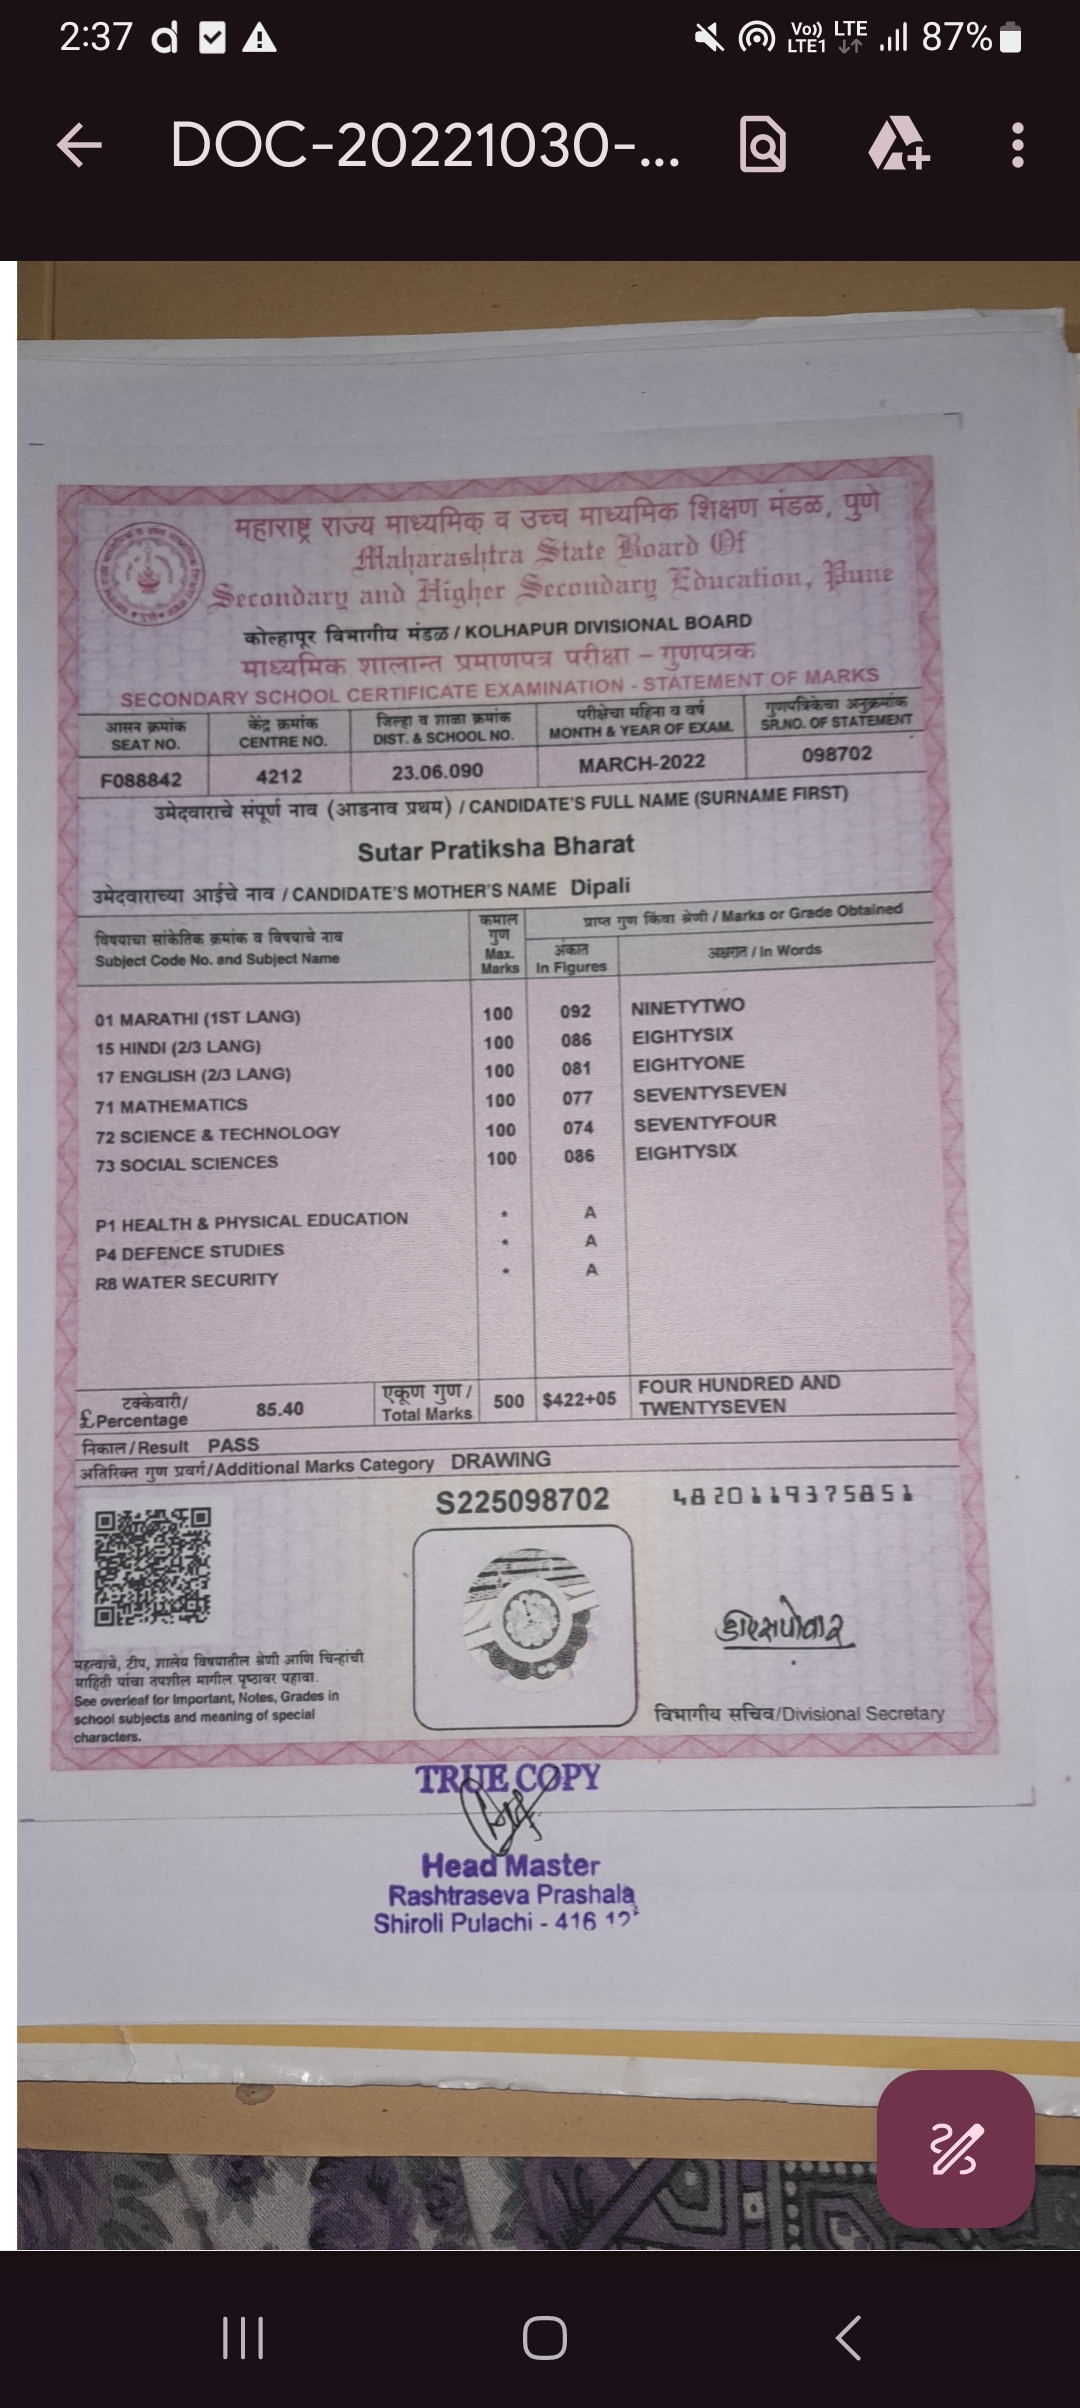 2:37
Vo)) LTE1 LTE 87%
DOC-20221030-...
महाराष्ट्र राज्य माध्यमिक व उच्च माध्यमिक शिक्षण मंडळ, पुणे
Maharashtra State Board Of
Secondary and Higher Secondary Education, Pune
कोल्हापूर विभागीय मंडळ / KOLHAPUR DIVISIONAL BOARD
माध्यमिक शालान्त प्रमाणपत्र परीक्षा – गुणपत्रक
SECONDARY SCHOOL CERTIFICATE EXAMINATION - STATEMENT OF MARKS
आसन क्रमांक केंद्र क्रमांक जिल्हा व शाळा क्रमांक परीक्षेचा महिना व वर्ष गुणपत्रिकेचा अनुक्रमांक
SEAT NO. CENTRE NO. DIST. & SCHOOL NO. MONTH & YEAR OF EXAM. SR.NO. OF STATEMENT
F088842 4212 23.06.090 MARCH-2022 098702
उमेदवाराचे संपूर्ण नाव (आडनाव प्रथम) / CANDIDATE'S FULL NAME (SURNAME FIRST)
Sutar Pratiksha Bharat
उमेदवाराच्या आईचे नाव / CANDIDATE'S MOTHER'S NAME Dipali
विषयाचा सांकेतिक क्रमांक व विषयाचे नाव
Subject Code No. and Subject Name
कमाल
गुण
Max.
Marks
प्राप्त गुण किंवा श्रेणी / Marks or Grade Obtained
अंकात
In Figures
अक्षरात / In Words
01 MARATHI (1ST LANG) 100 092 NINETYTWO
15 HINDI (2/3 LANG) 100 086 EIGHTYSIX
17 ENGLISH (2/3 LANG) 100 081 EIGHTYONE
71 MATHEMATICS 100 077 SEVENTYSEVEN
72 SCIENCE & TECHNOLOGY 100 074 SEVENTYFOUR
73 SOCIAL SCIENCES 100 086 EIGHTYSIX
P1 HEALTH & PHYSICAL EDUCATION * A
P4 DEFENCE STUDIES * A
R8 WATER SECURITY * A
टक्केवारी/
£ Percentage
85.40
एकूण गुण /
Total Marks
500 $422+05
FOUR HUNDRED AND
TWENTYSEVEN
निकाल / Result PASS
अतिरिक्त गुण प्रवर्ग/Additional Marks Category DRAWING
S225098702 4820119375851
महत्वाचे, टीप, शालेय विषयातील श्रेणी आणि चिन्हांची
माहिती यांचा तपशील मागील पृष्ठावर पहावा.
See overleaf for Important, Notes, Grades in
school subjects and meaning of special
characters.
विभागीय सचिव/Divisional Secretary
TRUE COPY
Head Master
Rashtraseva Prashala
Shiroli Pulachi - 416 12